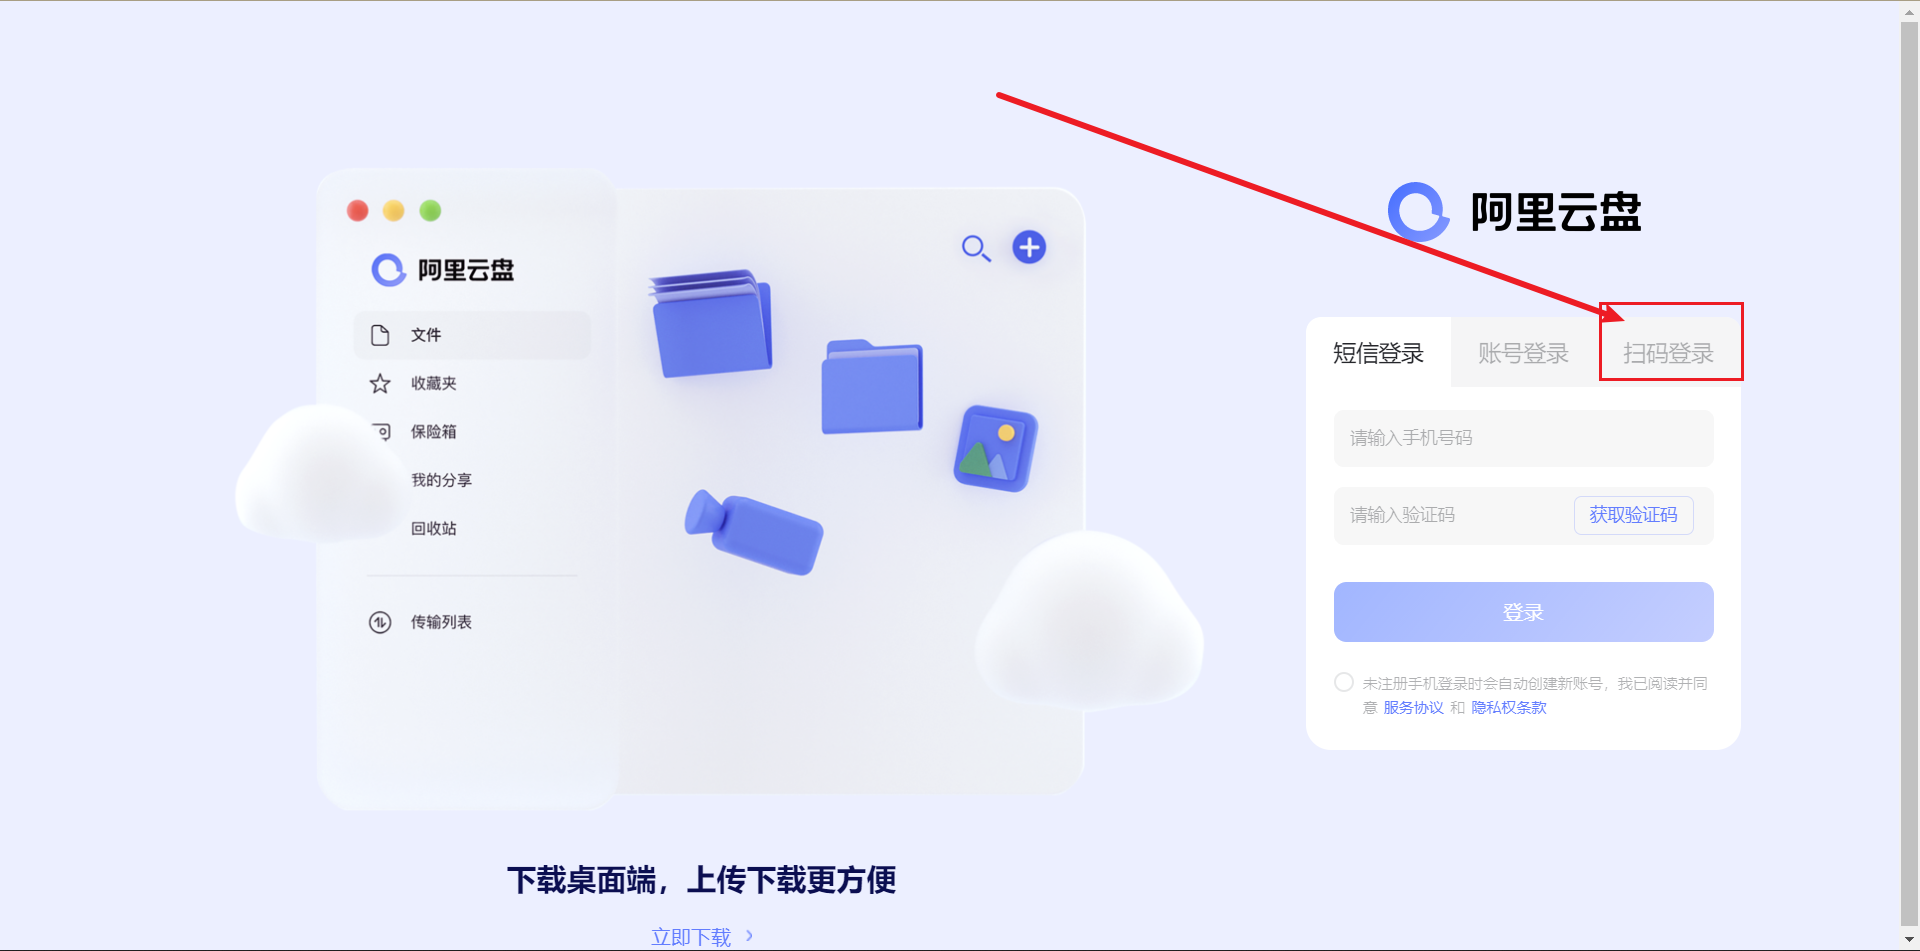 阿里云盘
文件
收藏夹
保险箱
我的分享
回收站
传输列表
下载桌面端，上传下载更方便
立即下载
阿里云盘
短信登录
账号登录
扫码登录
请输入手机号码
请输入验证码
获取验证码
登录
未注册手机登录时会自动创建新账号，我已阅读并同
意 服务协议 和 隐私权条款